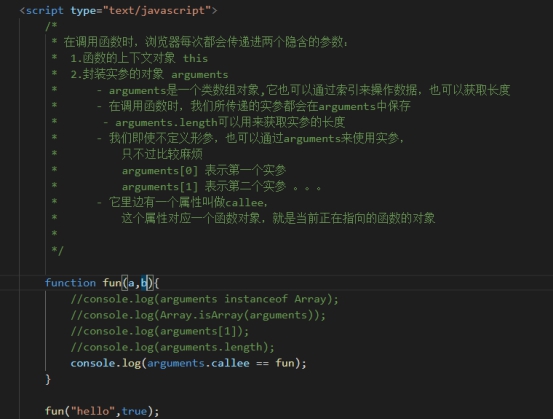 <script type="text/javascript">
/*
* 在调用函数时，浏览器每次都会传递进两个隐含的参数：
* 1.函数的上下文对象 this
* 2.封装实参的对象 arguments
* - arguments是一个类数组对象,它也可以通过索引来操作数据，也可以获取长度
* - 在调用函数时，我们所传递的实参都会在arguments中保存
* - arguments.length可以用来获取实参的长度
* - 我们即使不定义形参，也可以通过arguments来使用实参，
* 只不过比较麻烦
* arguments[0] 表示第一个实参
* arguments[1] 表示第二个实参 。。。
* - 它里边有一个属性叫做callee，
* 这个属性对应一个函数对象，就是当前正在指向的函数的对象
*
*/
function fun(a,b){
//console.log(arguments instanceof Array);
//console.log(Array.isArray(arguments));
//console.log(arguments[1]);
//console.log(arguments.length);
console.log(arguments.callee == fun);
}
fun("hello",true);